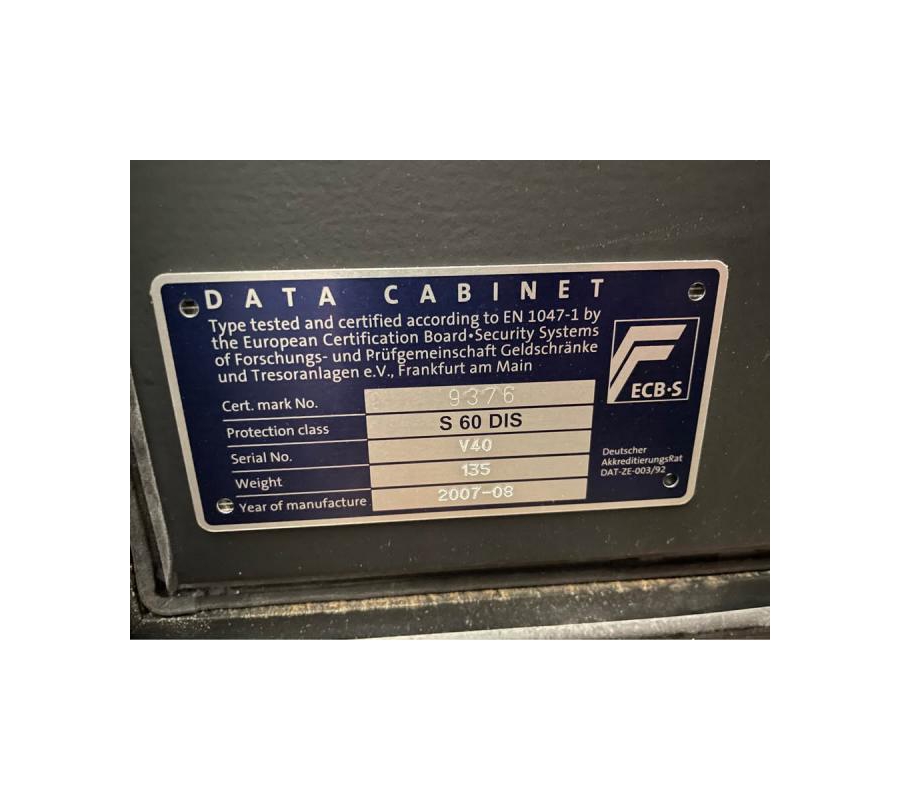 DATA CABINET
Type tested and certified according to EN 1047-1 by
the European Certification Board•Security Systems
of Forschungs- und Prüfgemeinschaft Geldschränke
und Tresoranlagen e.V., Frankfurt am Main
ECB•S
Cert. mark No. 9376
Protection class S 60 DIS
Serial No. V40
Weight 135
Year of manufacture 2007-08
Deutscher
AkkreditierungsRat
DAT-ZE-003/92